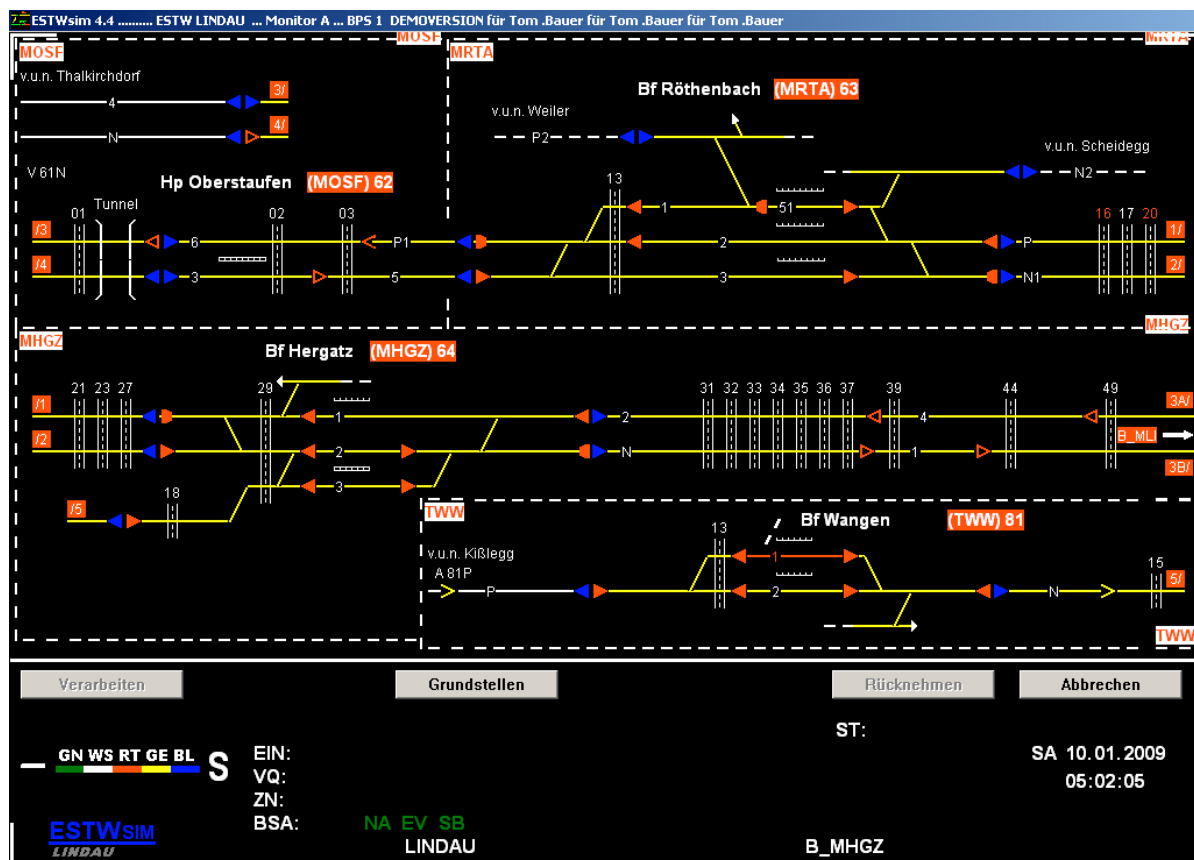 ESTWsim 4.4 ......... ESTW LINDAU ... Monitor A ... BPS 1 DEMOVERSION für Tom .Bauer für Tom .Bauer für Tom .Bauer
MOSF
MOSF
MRTA
MRTA
v.u.n. Thalkirchdorf
4
3/
N
4/
V 61N
Hp Oberstaufen (MOSF) 62
01
Tunnel
02
03
/3
6
P1
/4
3
5
Bf Röthenbach (MRTA) 63
v.u.n. Weiler
P2
v.u.n. Scheidegg
N2
13
1
51
16
17
20
2
P
1/
3
N1
2/
MHGZ
MHGZ
Bf Hergatz (MHGZ) 64
21
23
27
29
31
32
33
34
35
36
37
39
44
49
/1
1
2
4
3A/
B_MLI
/2
2
N
1
3B/
3
/5
18
TWW
Bf Wangen (TWW) 81
13
v.u.n. Kißlegg
1
15
A 81P
P
2
N
5/
TWW
Verarbeiten
Grundstellen
Rücknehmen
Abbrechen
ST:
GN WS RT GE BL
S
EIN:
VQ:
ZN:
BSA:
NA EV SB
SA 10.01.2009
05:02:05
ESTWSIM
LINDAU
LINDAU
B_MHGZ